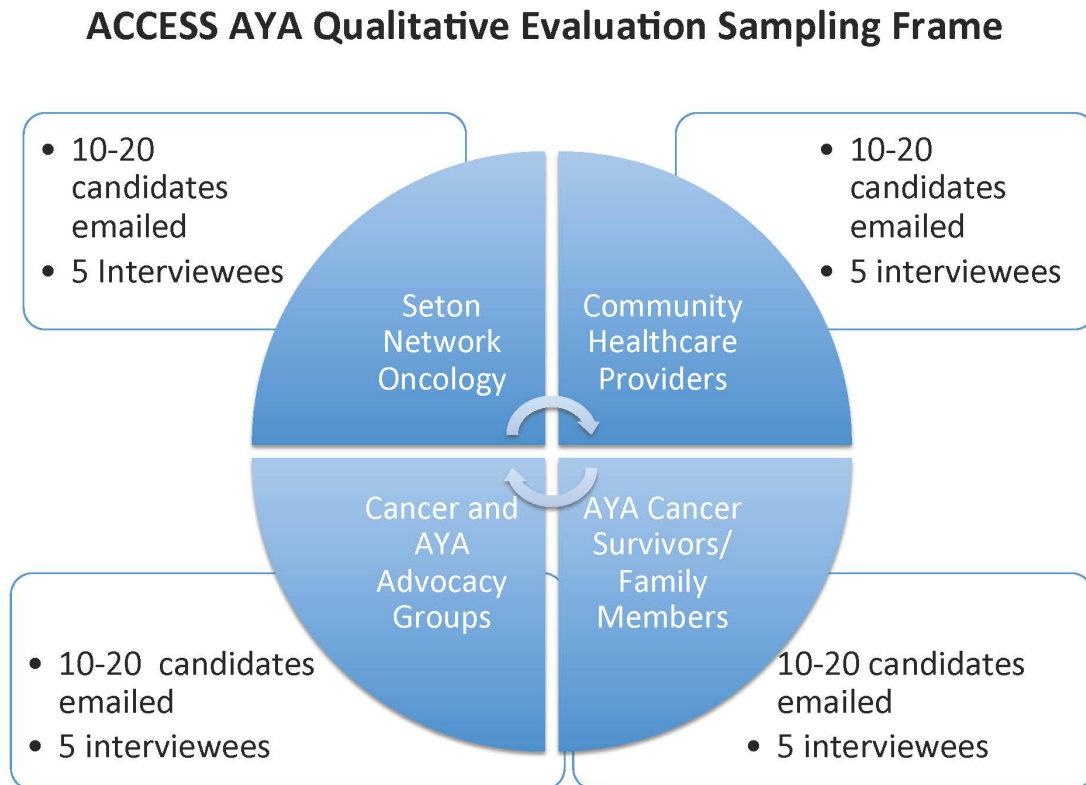 ACCESS AYA Qualitative Evaluation Sampling Frame
• 10-20
candidates
emailed
• 5 Interviewees
• 10-20
candidates
emailed
• 5 interviewees
Seton
Network
Oncology
Community
Healthcare
Providers
Cancer and
AYA
Advocacy
Groups
AYA Cancer
Survivors/
Family
Members
• 10-20 candidates
emailed
• 5 interviewees
10-20 candidates
emailed
• 5 interviewees